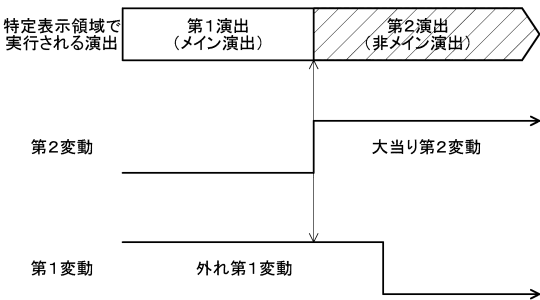 特定表示領域で
実行される演出
第１演出
（メイン演出）
第２演出
（非メイン演出）
第２変動
大当り第２変動
第１変動
外れ第１変動